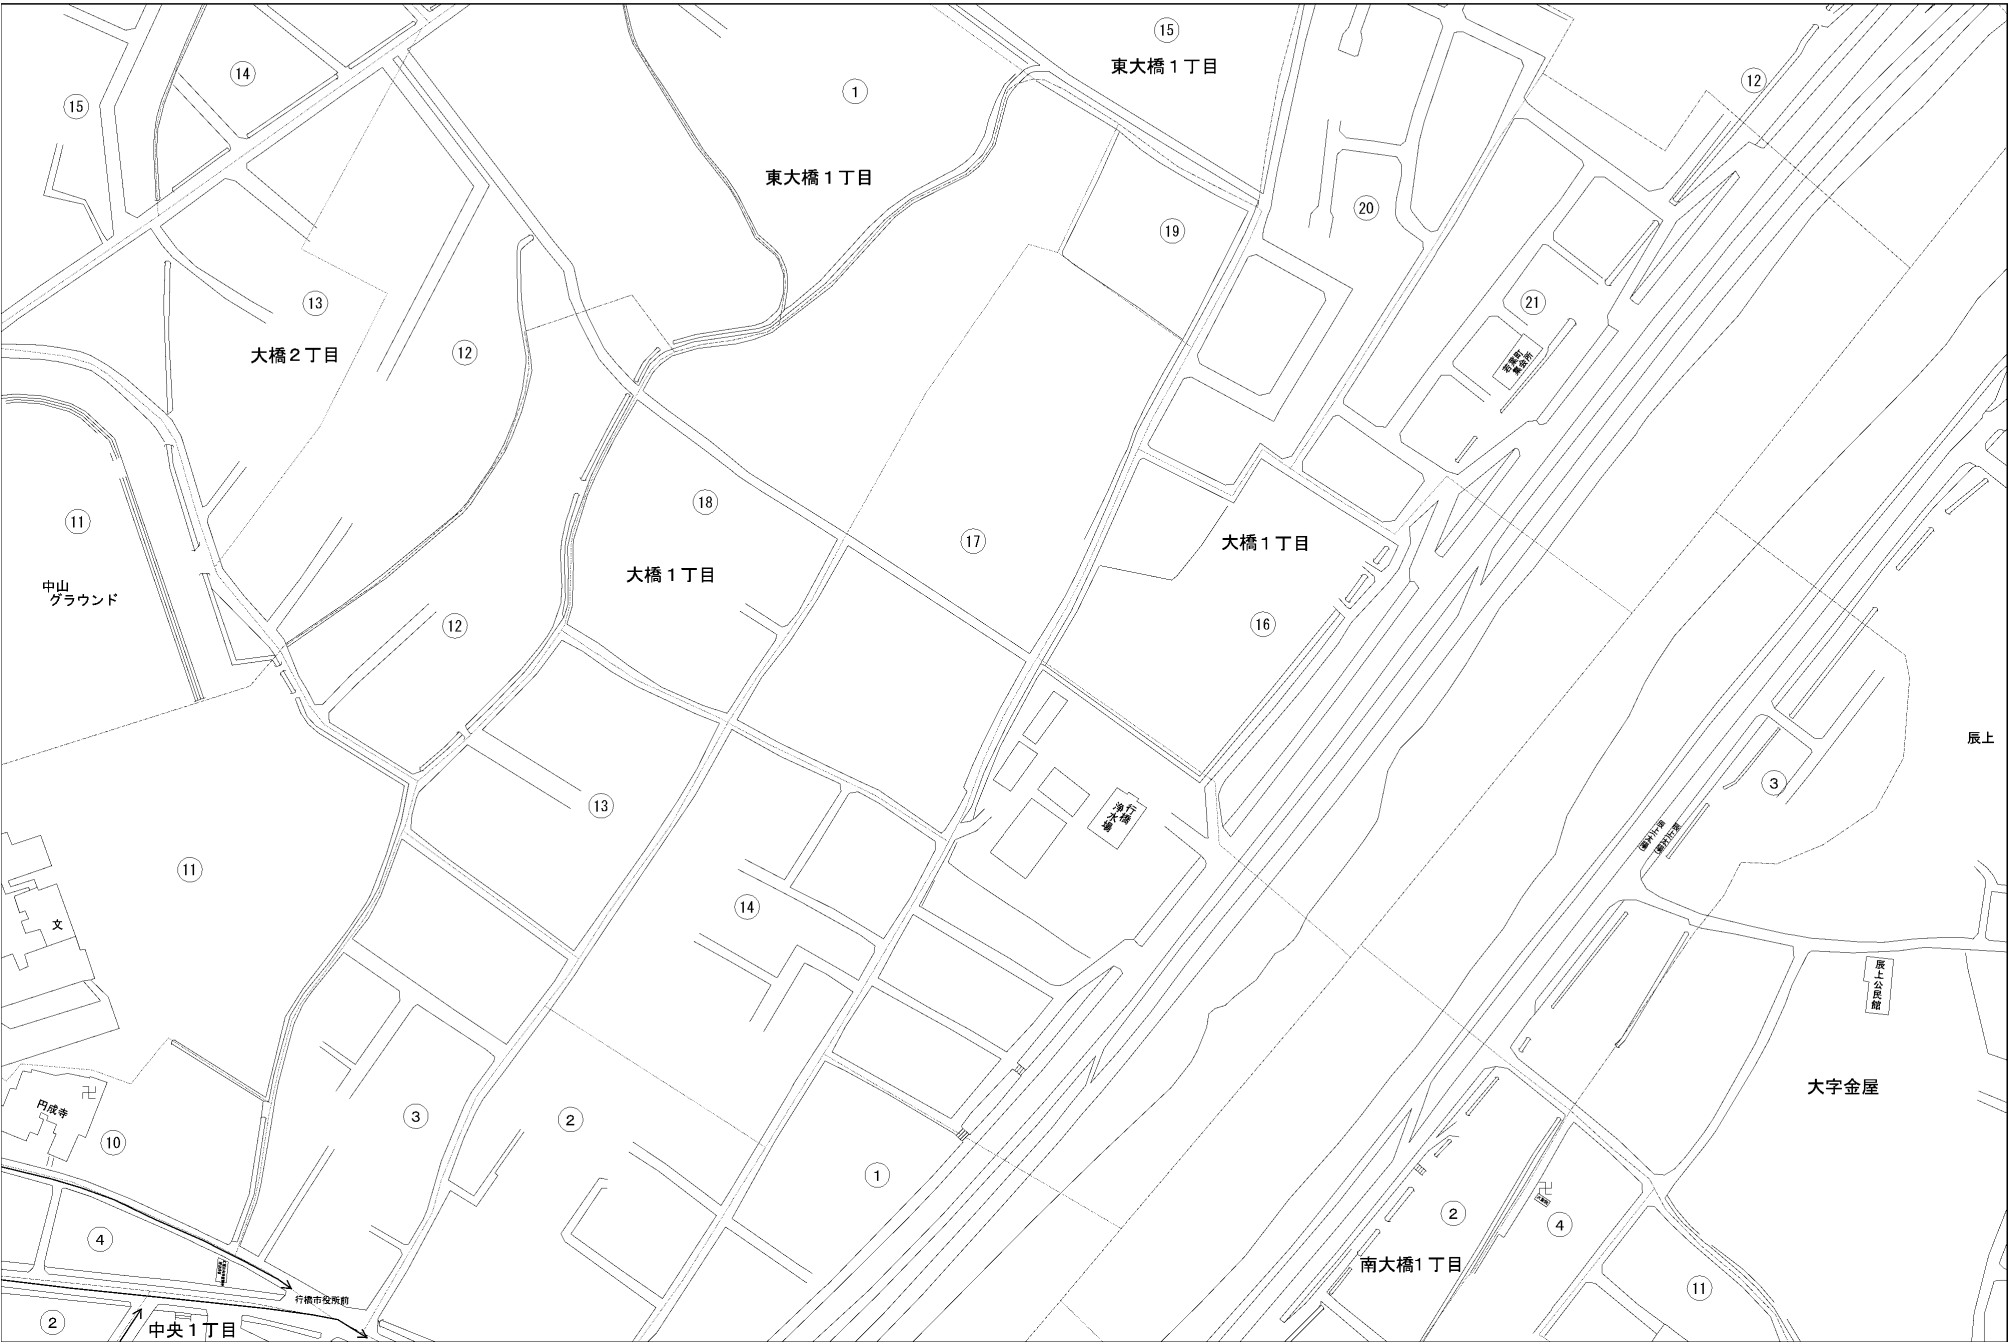 ⑮
東大橋１丁目
⑭
⑫
①
⑮
東大橋１丁目
⑳
⑲
⑬
㉑
大橋２丁目
⑫
若葉町
集会所
⑱
⑪
⑰
大橋１丁目
大橋１丁目
中山
グラウンド
⑫
⑯
辰上
③
⑬
行橋
浄水場
⑪
⑭
文
辰上公民館
大字金屋
円成寺
③
②
⑩
①
②
④
④
南大橋1丁目
⑪
行橋市役所前
②
中央１丁目